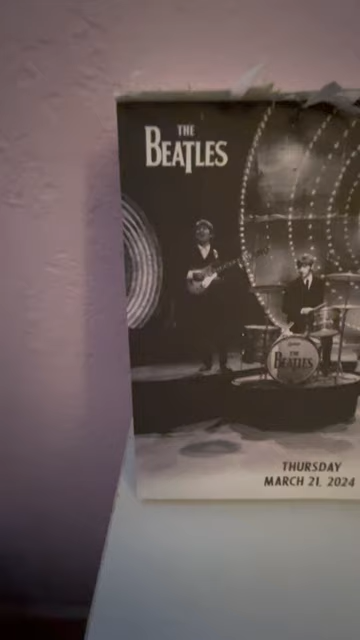 THE
BEATLES
THE
BEATLES
THURSDAY
MARCH 21, 2024